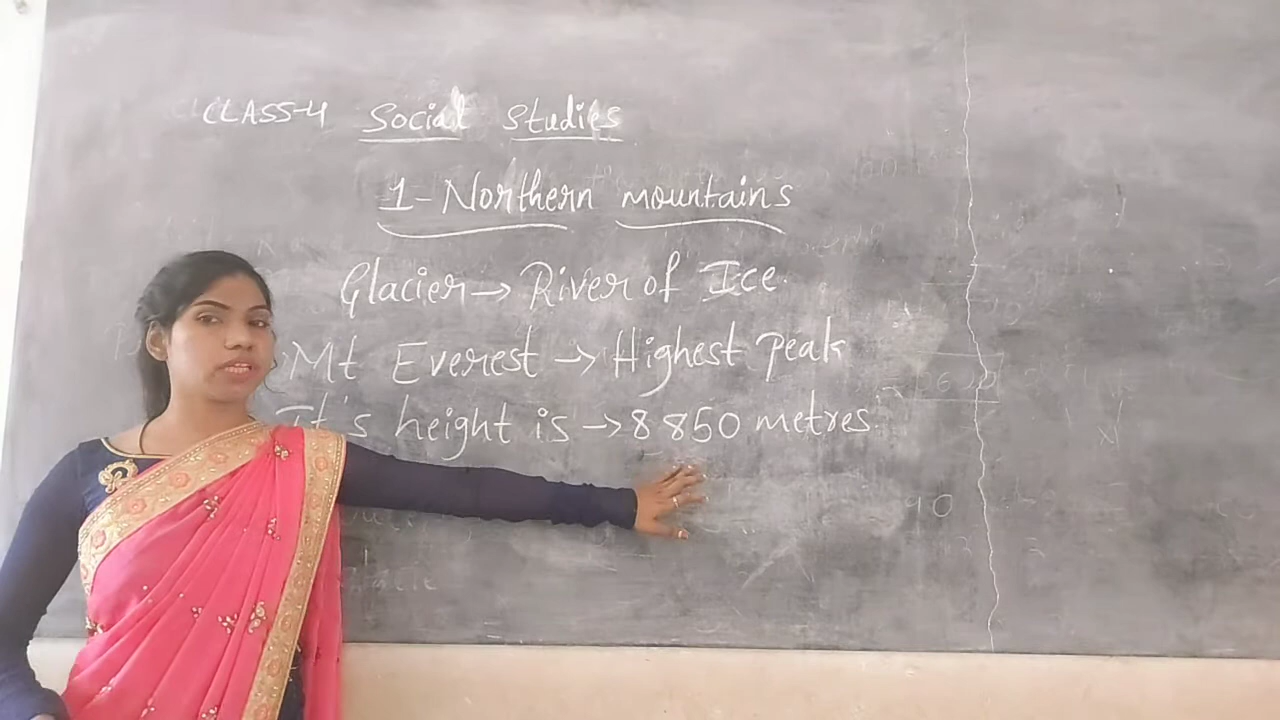 CLASS-4 Social Studies
1- Northern mountains
Glacier → River of Ice.
Mt Everest → Highest Peak
It's height is → 8850 metres.